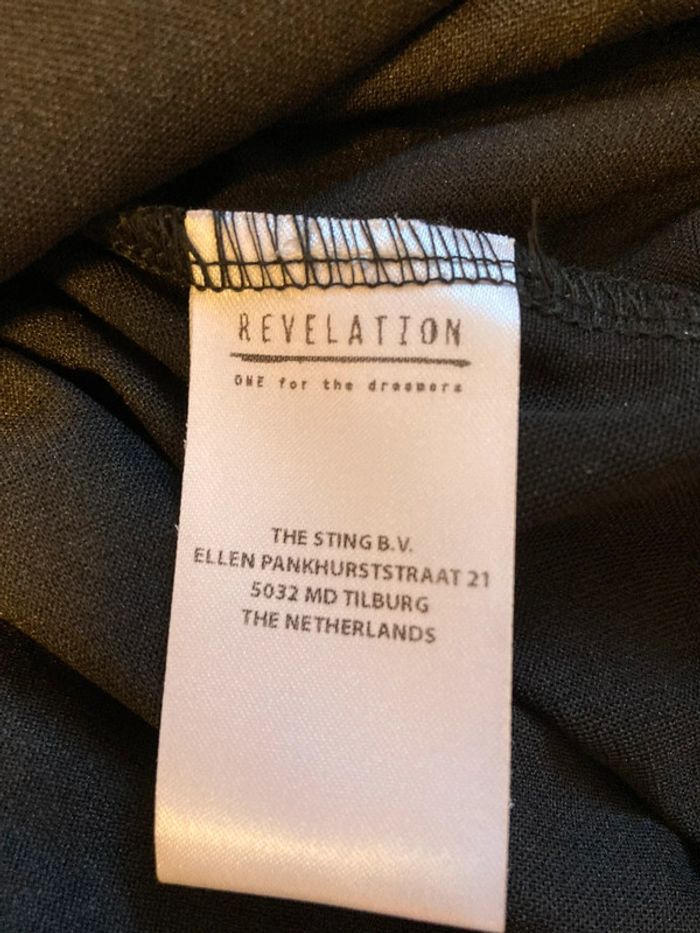 REVELATION
ONE for the dreamers
THE STING B.V.
ELLEN PANKHURSTSTRAAT 21
5032 MD TILBURG
THE NETHERLANDS